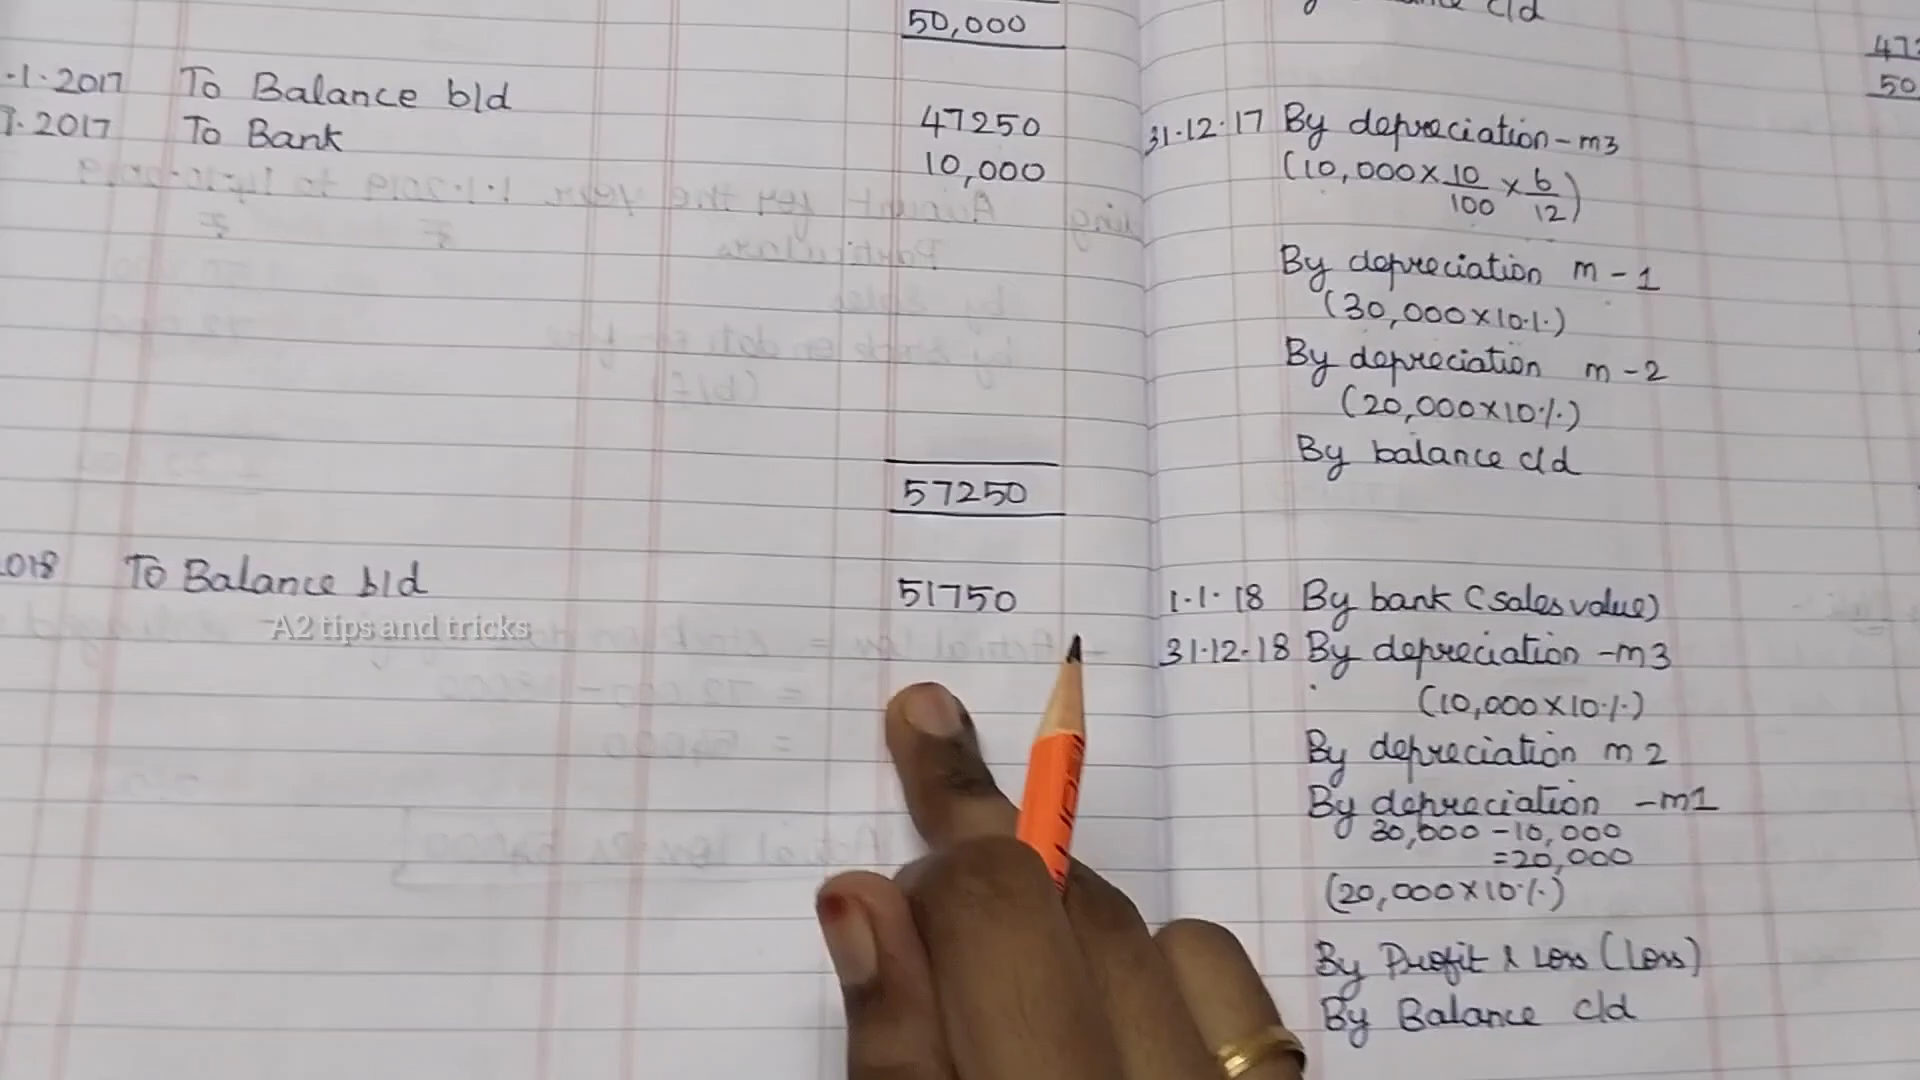 50,000
c/d
47
50
.1.2017 To Balance b/d 47250
7.2017 To Bank 10,000
57250
018 To Balance b/d 51750
A2 tips and tricks
31.12.17 By depreciation - m3
(10,000 × 10/100 × 6/12)
By depreciation m - 1
(30,000×10.1.)
By depreciation m - 2
(20,000×10·/.)
By balance c/d
1.1.18 By bank (sales value)
31.12.18 By depreciation - m3
(10,000×10·/.)
By depreciation m 2
By depreciation - m1
30,000 - 10,000
=20,000
(20,000×10·/.)
By Profit & Loss (Loss)
By Balance c/d